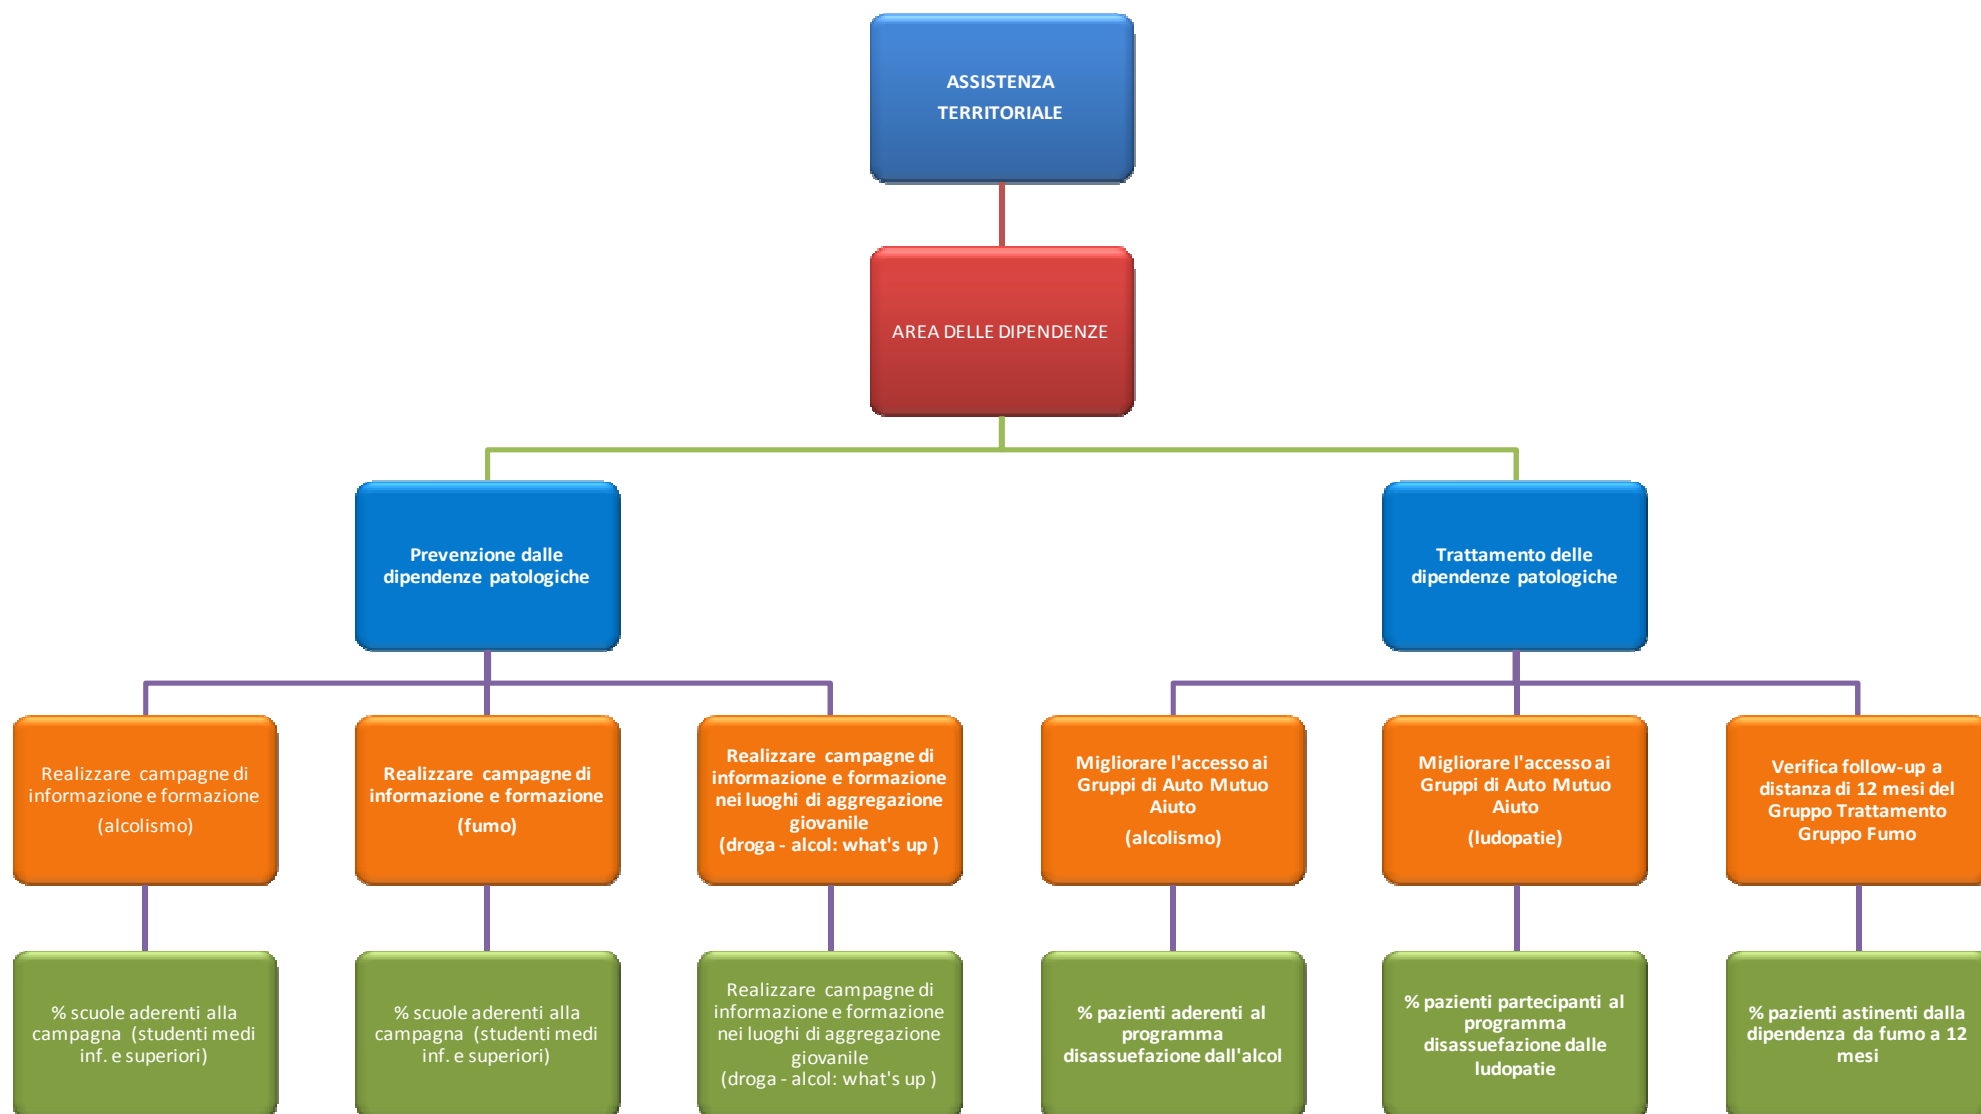 ASSISTENZA
TERRITORIALE
AREA DELLE DIPENDENZE
Prevenzione dalle
dipendenze patologiche
Trattamento delle
dipendenze patologiche
Realizzare campagne di
informazione e formazione
(alcolismo)
Realizzare campagne di
informazione e formazione
(fumo)
Realizzare campagne di
informazione e formazione
nei luoghi di aggregazione
giovanile
(droga - alcol: what's up )
Migliorare l'accesso ai
Gruppi di Auto Mutuo
Aiuto
(alcolismo)
Migliorare l'accesso ai
Gruppi di Auto Mutuo
Aiuto
(ludopatie)
Verifica follow-up a
distanza di 12 mesi del
Gruppo Trattamento
Gruppo Fumo
% scuole aderenti alla
campagna (studenti medi
inf. e superiori)
% scuole aderenti alla
campagna (studenti medi
inf. e superiori)
Realizzare campagne di
informazione e formazione
nei luoghi di aggregazione
giovanile
(droga - alcol: what's up )
% pazienti aderenti al
programma
disassuefazione dall'alcol
% pazienti partecipanti al
programma
disassuefazione dalle
ludopatie
% pazienti astinenti dalla
dipendenza da fumo a 12
mesi